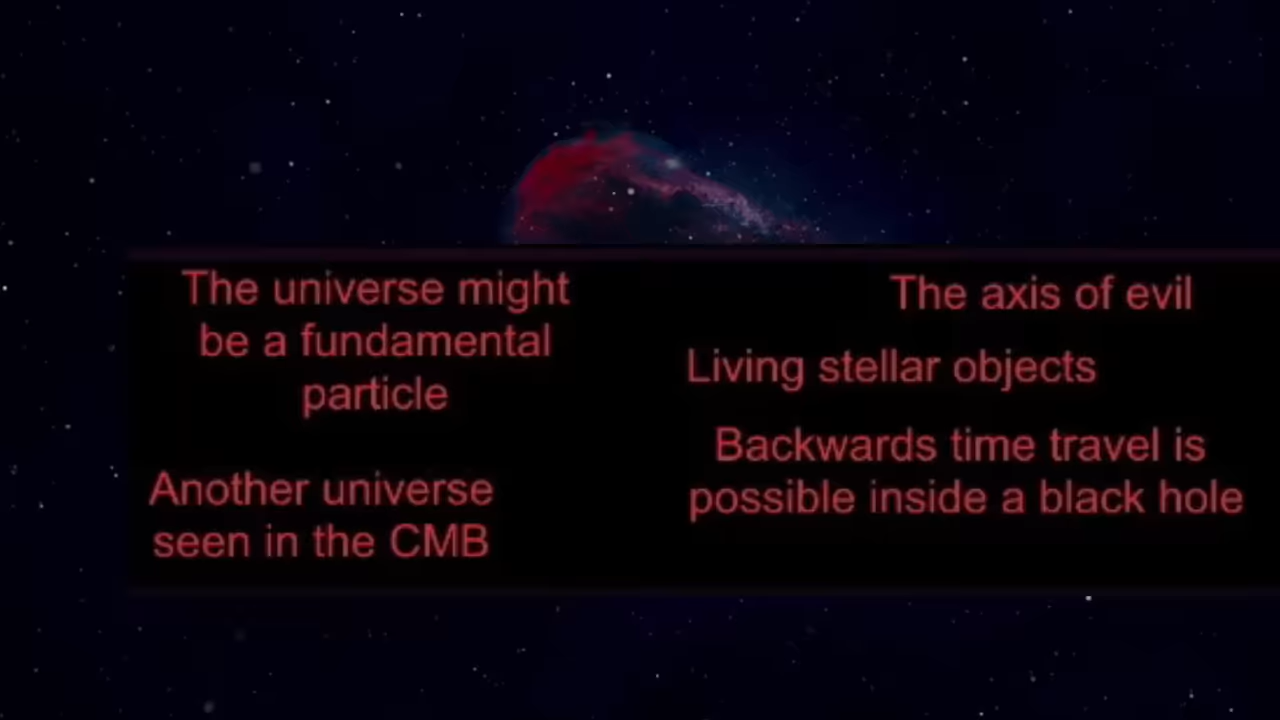 The universe might
be a fundamental
particle
Another universe
seen in the CMB
The axis of evil
Living stellar objects
Backwards time travel is
possible inside a black hole